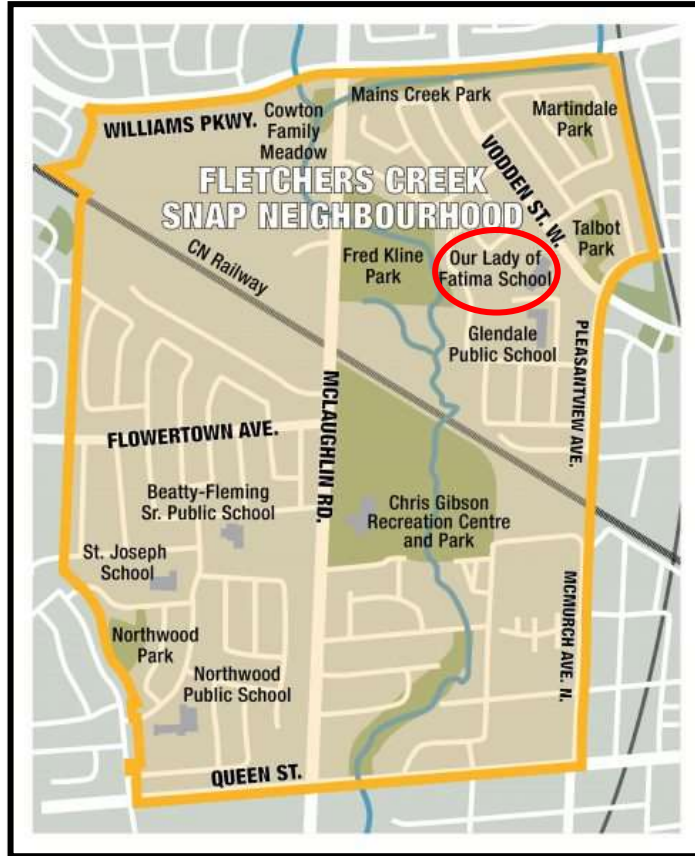 Mains Creek Park
Cowton
Family
Meadow
WILLIAMS PKWY.
Martindale
Park
VODDEN ST. W.
FLETCHERS CREEK
SNAP NEIGHBOURHOOD
Talbot
Park
CN Railway
Fred Kline
Park
Our Lady of
Fatima School
Glendale
Public School
PLEASANTVIEW AVE.
MCLAUGHLIN RD.
FLOWERTOWN AVE.
Beatty-Fleming
Sr. Public School
Chris Gibson
Recreation Centre
and Park
St. Joseph
School
MCMURCH AVE. N.
Northwood
Park
Northwood
Public School
QUEEN ST.